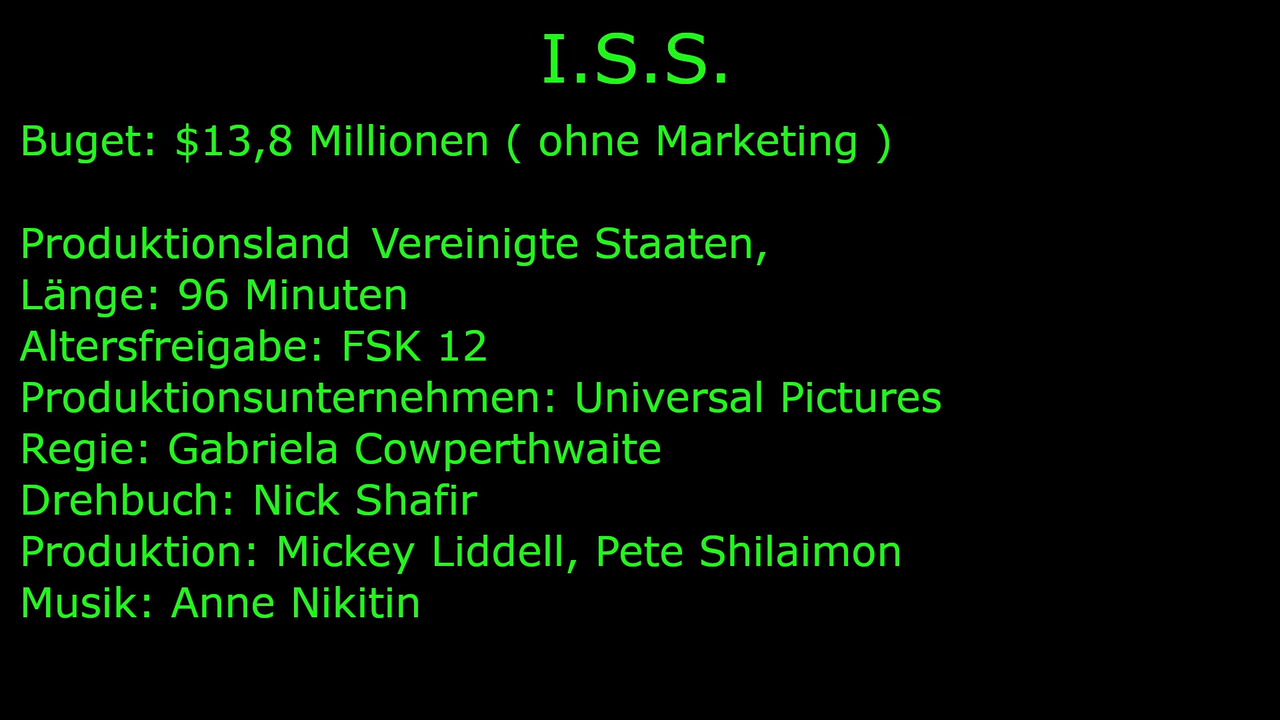 I.S.S.
Buget: $13,8 Millionen ( ohne Marketing )
Produktionsland Vereinigte Staaten,
Länge: 96 Minuten
Altersfreigabe: FSK 12
Produktionsunternehmen: Universal Pictures
Regie: Gabriela Cowperthwaite
Drehbuch: Nick Shafir
Produktion: Mickey Liddell, Pete Shilaimon
Musik: Anne Nikitin